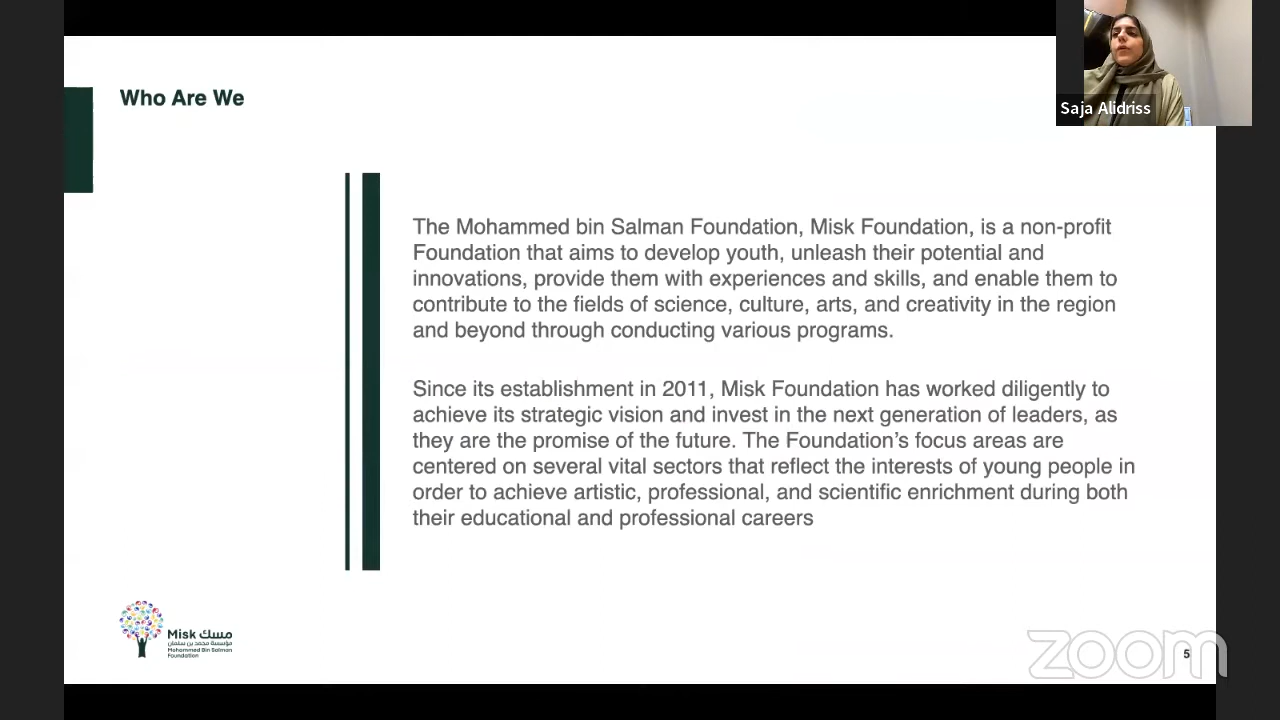 Who Are We
Saja Alidriss
The Mohammed bin Salman Foundation, Misk Foundation, is a non-profit
Foundation that aims to develop youth, unleash their potential and
innovations, provide them with experiences and skills, and enable them to
contribute to the fields of science, culture, arts, and creativity in the region
and beyond through conducting various programs.
Since its establishment in 2011, Misk Foundation has worked diligently to
achieve its strategic vision and invest in the next generation of leaders, as
they are the promise of the future. The Foundation’s focus areas are
centered on several vital sectors that reflect the interests of young people in
order to achieve artistic, professional, and scientific enrichment during both
their educational and professional careers
Misk مسك
مؤسسة محمد بن سلمان
Mohammed Bin Salman
Foundation
zoom
5